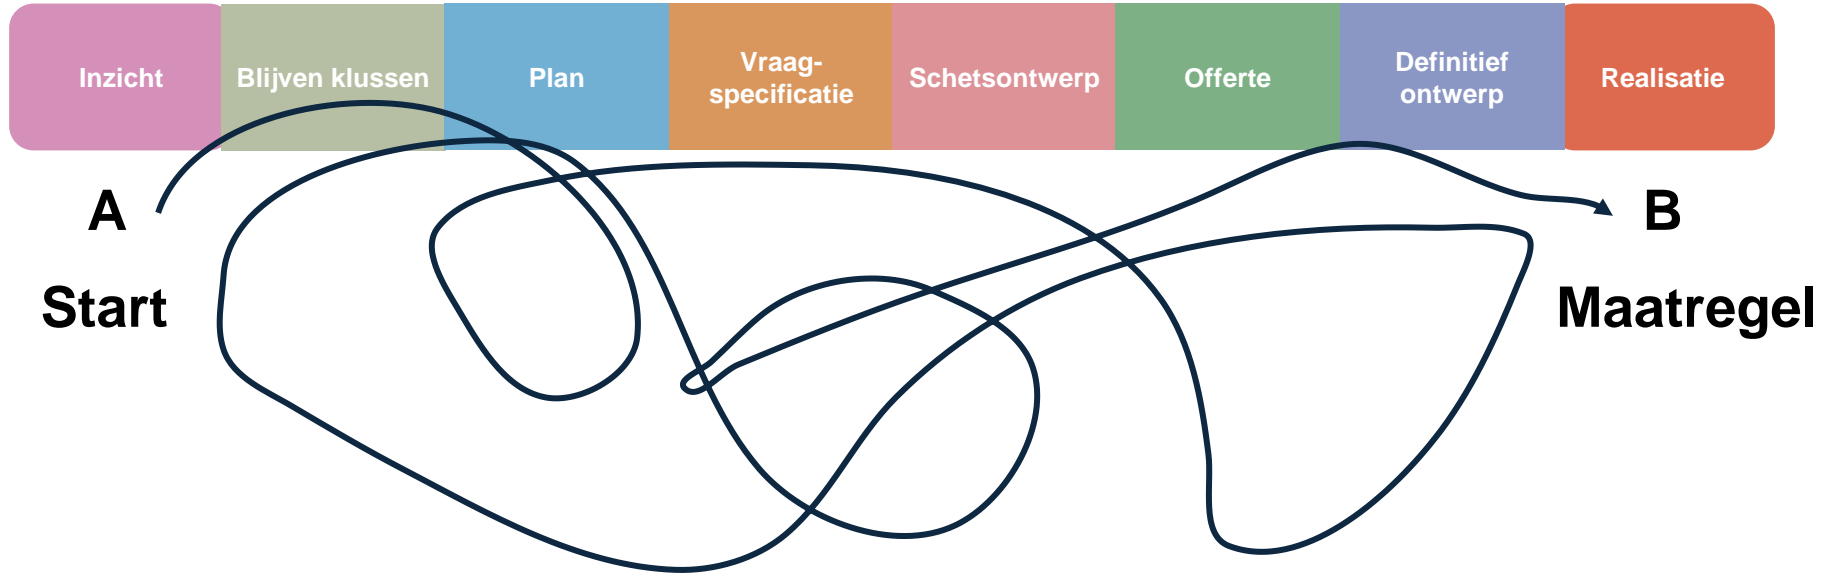 Inzicht
Blijven klussen
Plan
Vraag-
specificatie
Schetsontwerp
Offerte
Definitief
ontwerp
Realisatie
A
Start
B
Maatregel